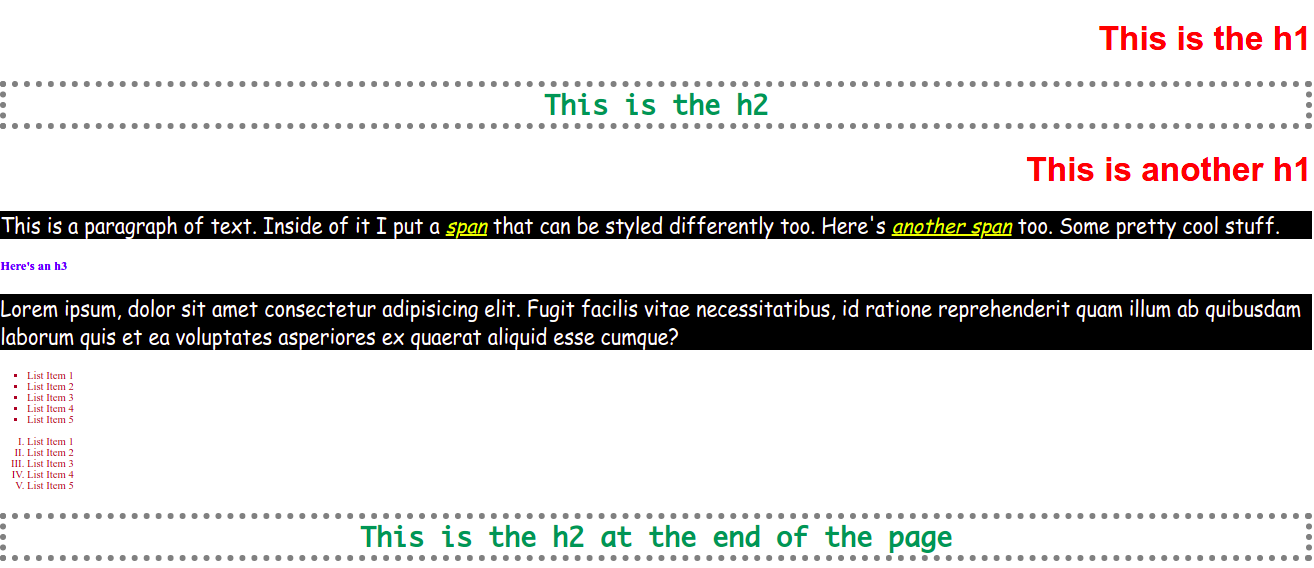 This is the h1
This is the h2
This is another h1
This is a paragraph of text. Inside of it I put a span that can be styled differently too. Here's another span too. Some pretty cool stuff.
Here's an h3
Lorem ipsum, dolor sit amet consectetur adipisicing elit. Fugit facilis vitae necessitatibus, id ratione reprehenderit quam illum ab quibusdam
laborum quis et ea voluptates asperiores ex quaerat aliquid esse cumque?
▪ List Item 1
▪ List Item 2
▪ List Item 3
▪ List Item 4
▪ List Item 5
I. List Item 1
II. List Item 2
III. List Item 3
IV. List Item 4
V. List Item 5
This is the h2 at the end of the page